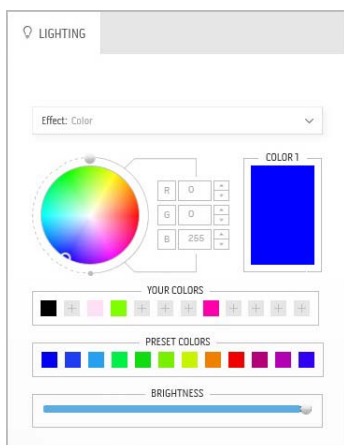 LIGHTING
Effect: Color
COLOR 1
R 0
G 0
B 255
YOUR COLORS
PRESET COLORS
BRIGHTNESS